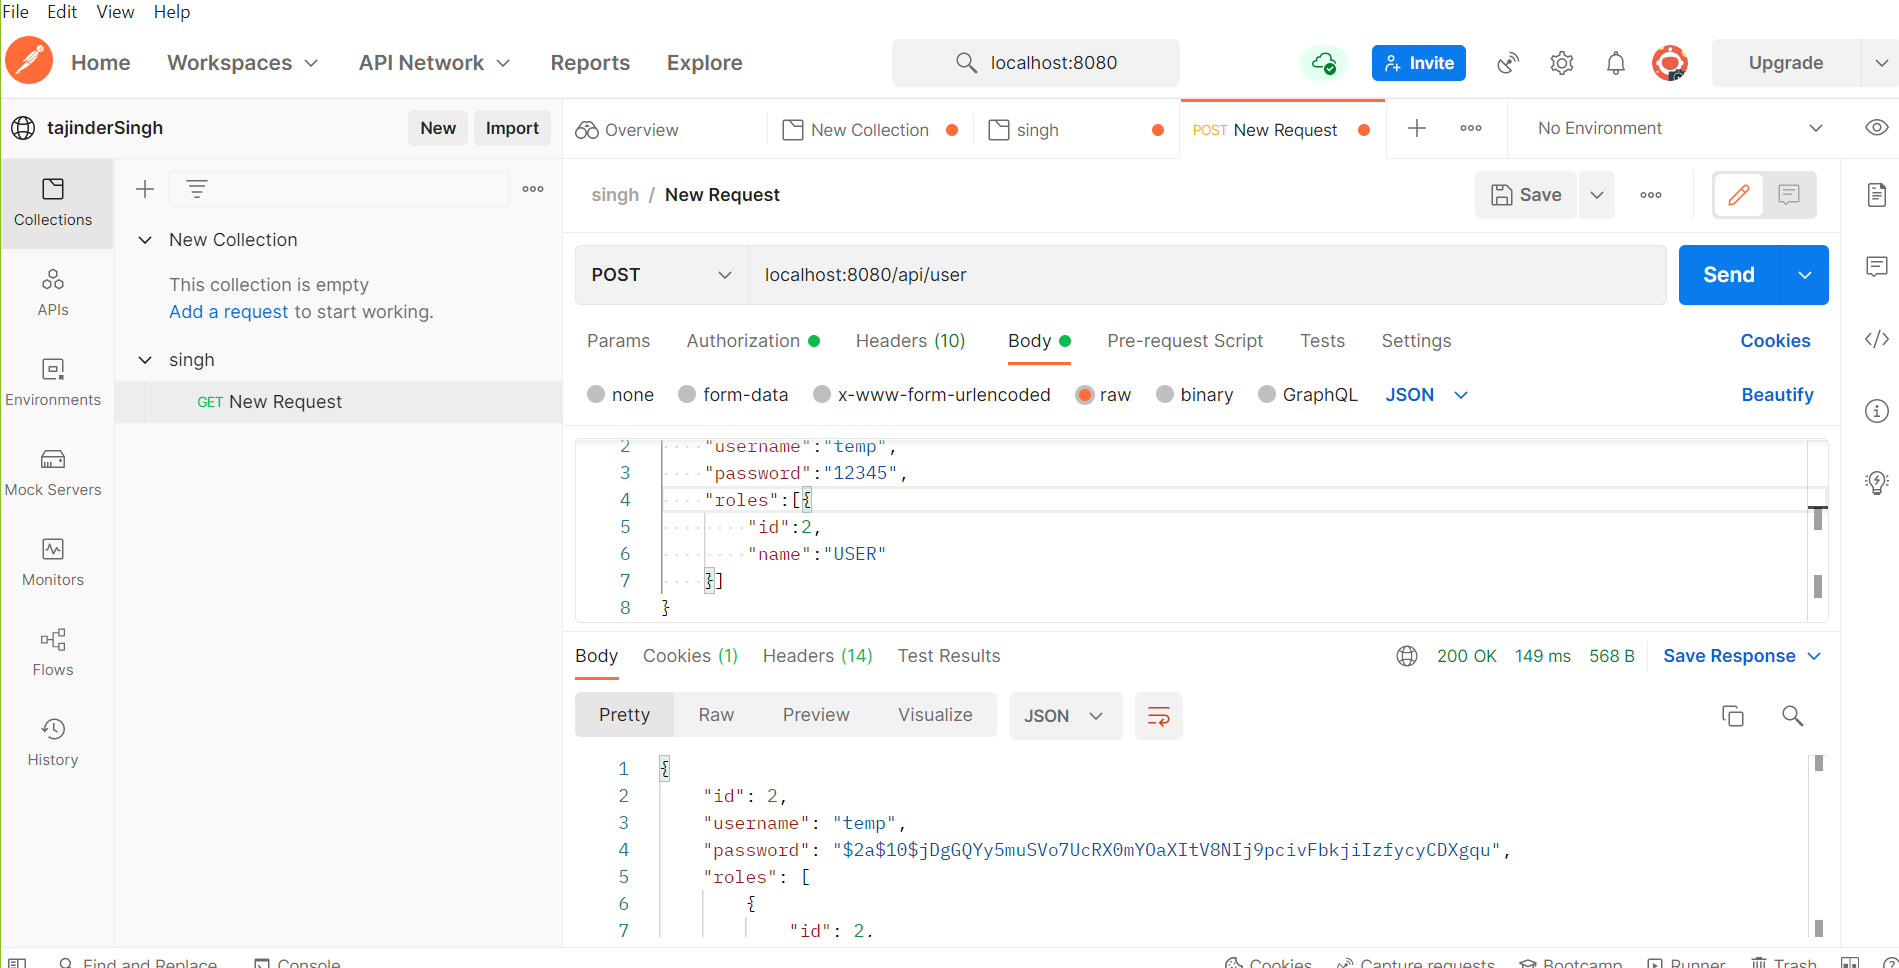 File Edit View Help
Home Workspaces API Network Reports Explore localhost:8080 Invite Upgrade
tajinderSingh New Import Overview New Collection singh POST New Request No Environment
singh / New Request Save
Collections
New Collection
This collection is empty
Add a request to start working.
singh
GET New Request
APIs
Environments
Mock Servers
Monitors
Flows
History
POST localhost:8080/api/user Send
Params Authorization Headers (10) Body Pre-request Script Tests Settings Cookies
none form-data x-www-form-urlencoded raw binary GraphQL JSON Beautify
2 "username":"temp",
3 "password":"12345",
4 "roles":[{
5 "id":2,
6 "name":"USER"
7 }]
8 }
Body Cookies (1) Headers (14) Test Results 200 OK 149 ms 568 B Save Response
Pretty Raw Preview Visualize JSON
1 {
2 "id": 2,
3 "username": "temp",
4 "password": "$2a$10$jDgGQYy5muSVo7UcRX0mYOaXItV8NIj9pcivFbkjiIzfycyCDXgqu",
5 "roles": [
6 {
7 "id": 2,
Find and Replace Console Cookies Capture requests Bootcamp Runner Trash